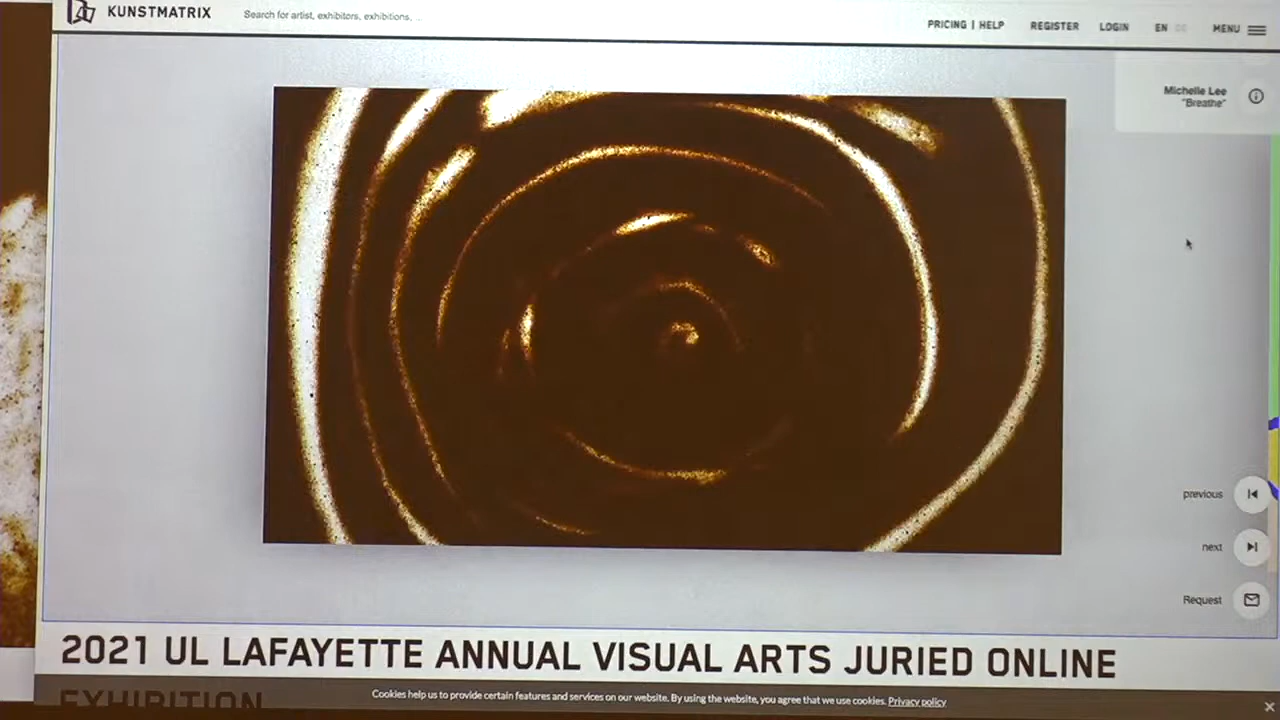 KUNSTMATRIX
Search for artist, exhibitors, exhibitions, ...
PRICING | HELP
REGISTER
LOGIN
EN
DE
MENU
Michelle Lee
"Breathe"
previous
next
Request
2021 UL LAFAYETTE ANNUAL VISUAL ARTS JURIED ONLINE
EXHIBITION
Cookies help us to provide certain features and services on our website. By using the website, you agree that we use cookies. Privacy policy